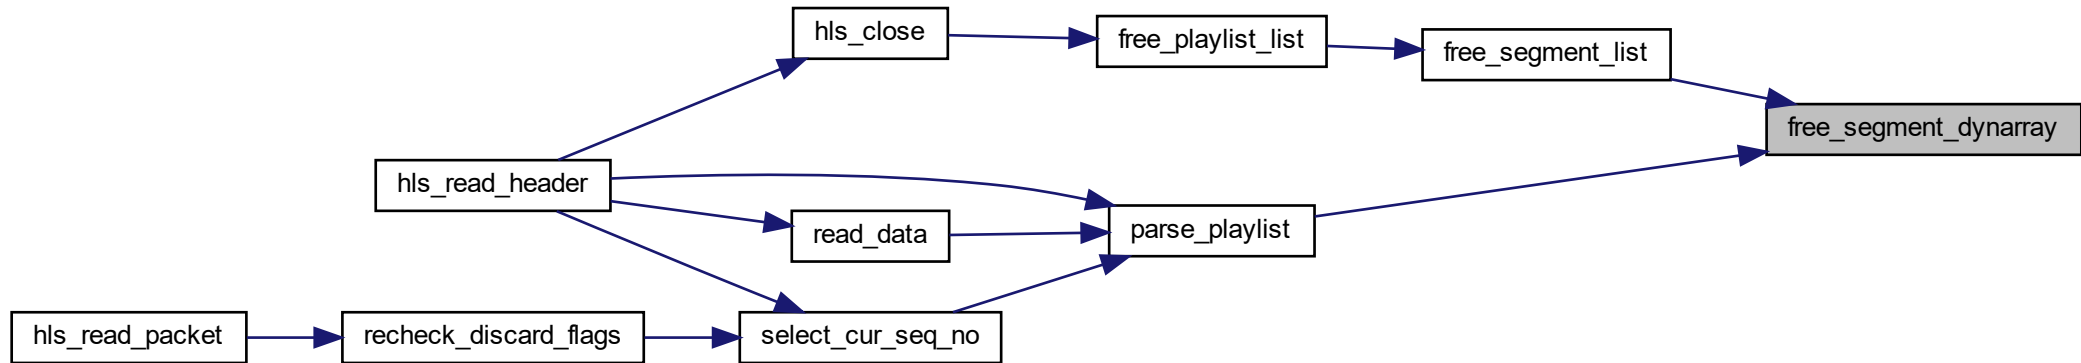 hls_close
free_playlist_list
free_segment_list
free_segment_dynarray
hls_read_header
read_data
parse_playlist
hls_read_packet
recheck_discard_flags
select_cur_seq_no